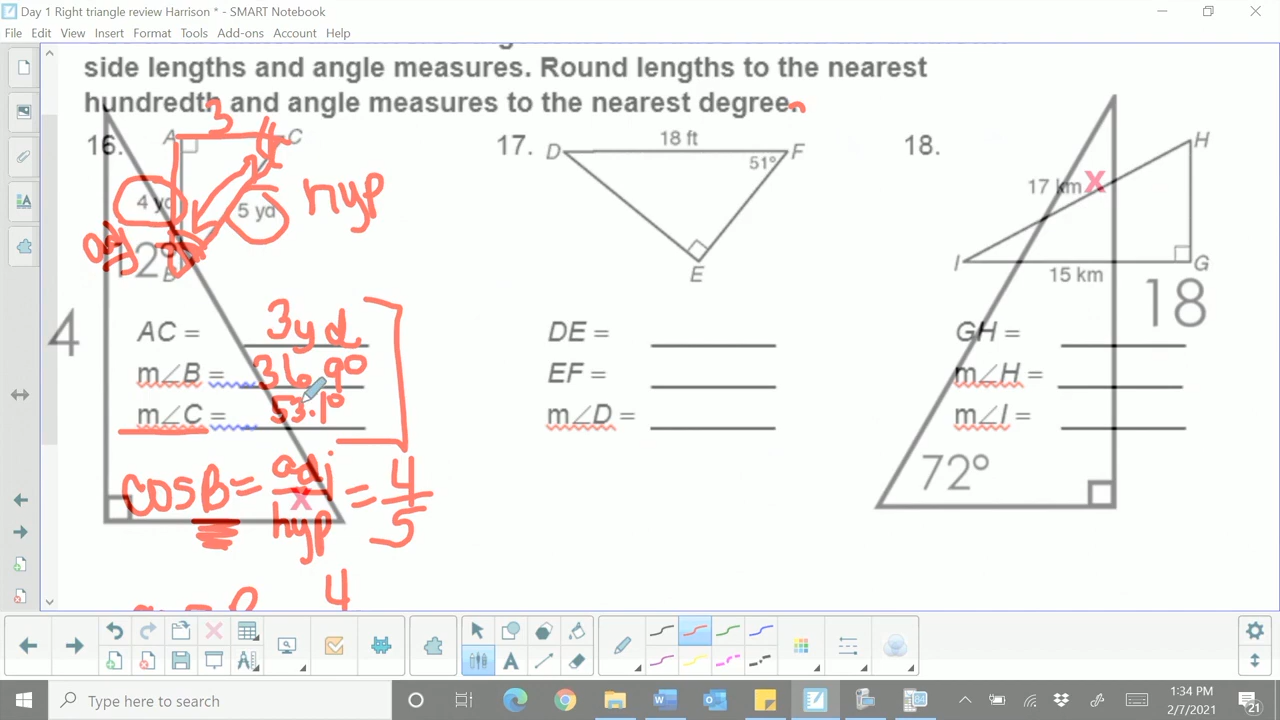 Day 1 Right triangle review Harrison * - SMART Notebook
File Edit View Insert Format Tools Add-ons Account Help
side lengths and angle measures. Round lengths to the nearest
hundredth and angle measures to the nearest degree.
16.
A
3
C
4 yd
5 yd
hyp
adj
12°
B
4
AC = 3yd
m∠B = 36.9°
m∠C = 53.1°
cosB = adj/hyp = 4/5
4
17.
D
18 ft
F
51°
E
DE =
EF =
m∠D =
18.
H
17 km
X
I
G
15 km
18
GH =
m∠H =
m∠I =
72°
X
Type here to search
1:34 PM
2/7/2021
21